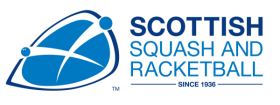 SCOTTISH
SQUASH AND
RACKETBALL
SINCE 1936
TM